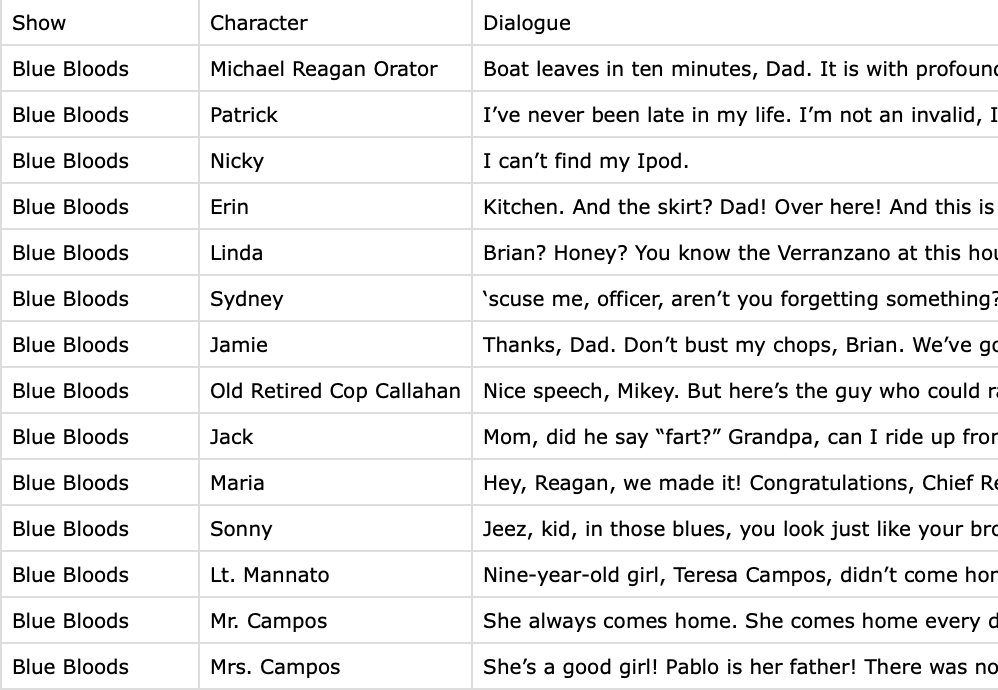 Show Character Dialogue
Blue Bloods Michael Reagan Orator Boat leaves in ten minutes, Dad. It is with profound
Blue Bloods Patrick I’ve never been late in my life. I’m not an invalid, I
Blue Bloods Nicky I can’t find my Ipod.
Blue Bloods Erin Kitchen. And the skirt? Dad! Over here! And this is
Blue Bloods Linda Brian? Honey? You know the Verranzano at this hou
Blue Bloods Sydney ‘scuse me, officer, aren’t you forgetting something?
Blue Bloods Jamie Thanks, Dad. Don’t bust my chops, Brian. We’ve go
Blue Bloods Old Retired Cop Callahan Nice speech, Mikey. But here’s the guy who could ra
Blue Bloods Jack Mom, did he say “fart?” Grandpa, can I ride up fron
Blue Bloods Maria Hey, Reagan, we made it! Congratulations, Chief Re
Blue Bloods Sonny Jeez, kid, in those blues, you look just like your bro
Blue Bloods Lt. Mannato Nine-year-old girl, Teresa Campos, didn’t come hom
Blue Bloods Mr. Campos She always comes home. She comes home every d
Blue Bloods Mrs. Campos She’s a good girl! Pablo is her father! There was no